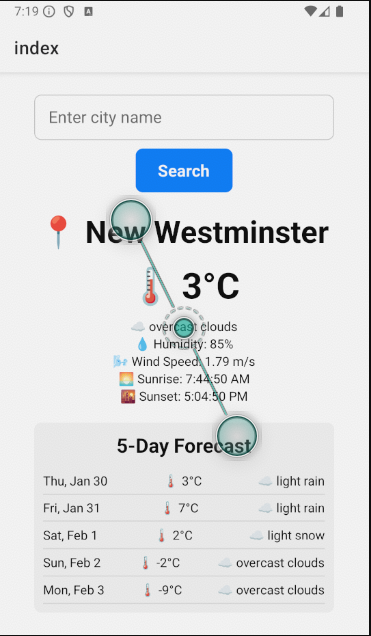 7:19
index
Enter city name
Search
📍 New Westminster
🌡️ 3°C
☁️ overcast clouds
💧 Humidity: 85%
🌬️ Wind Speed: 1.79 m/s
🌅 Sunrise: 7:44:50 AM
🌇 Sunset: 5:04:50 PM
5-Day Forecast
Thu, Jan 30 🌡️ 3°C ☁️ light rain
Fri, Jan 31 🌡️ 7°C ☁️ light rain
Sat, Feb 1 🌡️ 2°C ☁️ light snow
Sun, Feb 2 🌡️ -2°C ☁️ overcast clouds
Mon, Feb 3 🌡️ -9°C ☁️ overcast clouds